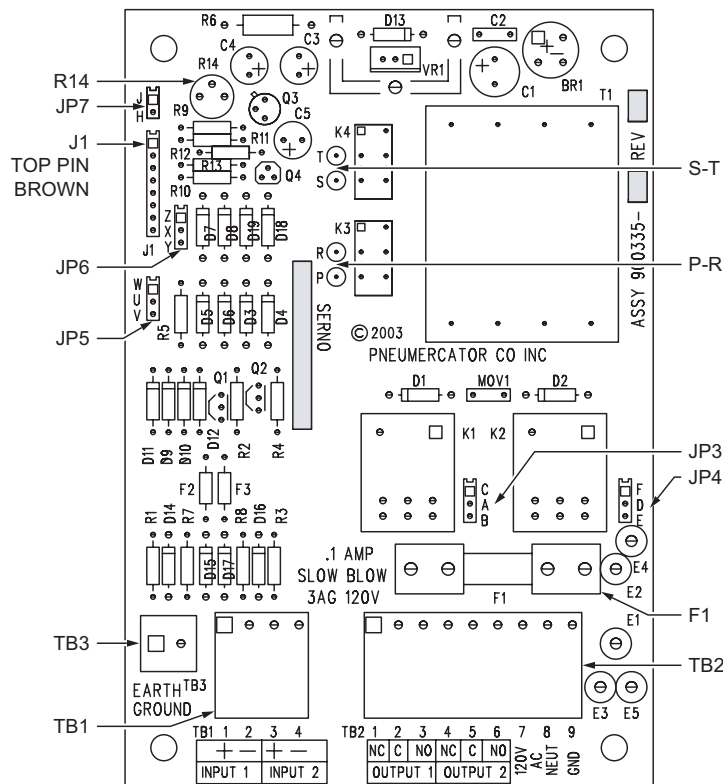 R6
D13
C2
C4
C3
R14
R14
VR1
BR1
C1
JP7
J
H
Q3
T1
C5
R9
K4
REV
J1
R11
R12
T
TOP PIN
R13
S-T
BROWN
R10
Q4
S
Z
X
Y
J1
D7
D8
D19
D18
K3
R
JP6
P-R
P
W
U
V
JP5
R5
D5
D6
D3
D4
SERNO
ASSY 900335-
© 2003
PNEUMERCATOR CO INC
Q1
Q2
D1
MOV1
D2
K1
K2
D11
D9
D10
D12
R2
R4
JP3
JP4
C
A
B
F
D
E
F2
F3
R1
D14
R7
D15
D17
R8
D16
R3
E4
.1 AMP
SLOW BLOW
3AG 120V
F1
E2
E1
F1
TB3
TB2
EARTH
GROUND
TB3
E3
E5
TB1
TB1 1 2 3 4
+ − + −
INPUT 1 INPUT 2
TB2 1 2 3 4 5 6 7 8 9
NC C NO NC C NO
OUTPUT 1 OUTPUT 2
120V
AC
NEUT
GND